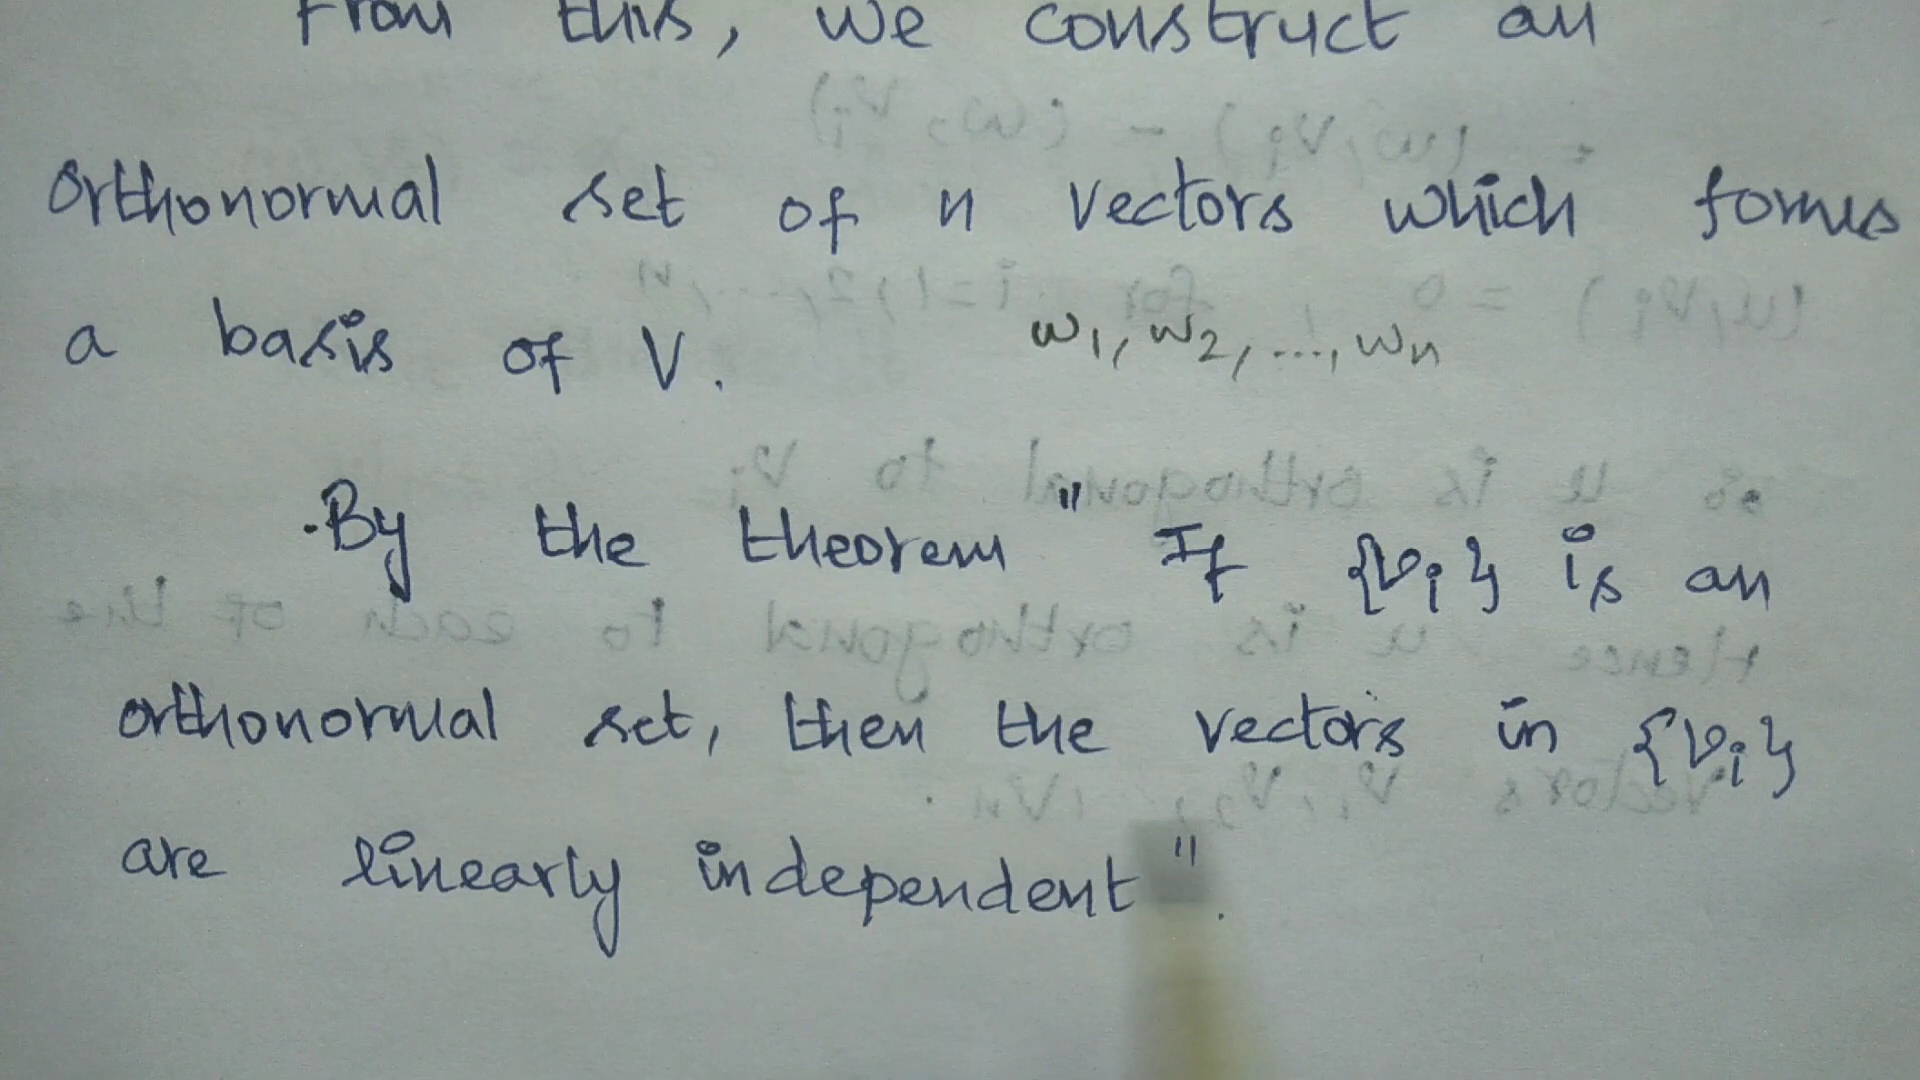 From this, we construct an
orthonormal set of n vectors which forms
a basis of V. w1, w2, ..., wn
By the theorem "If {vi} is an
orthonormal set, then the vectors in {vi}
are linearly independent".